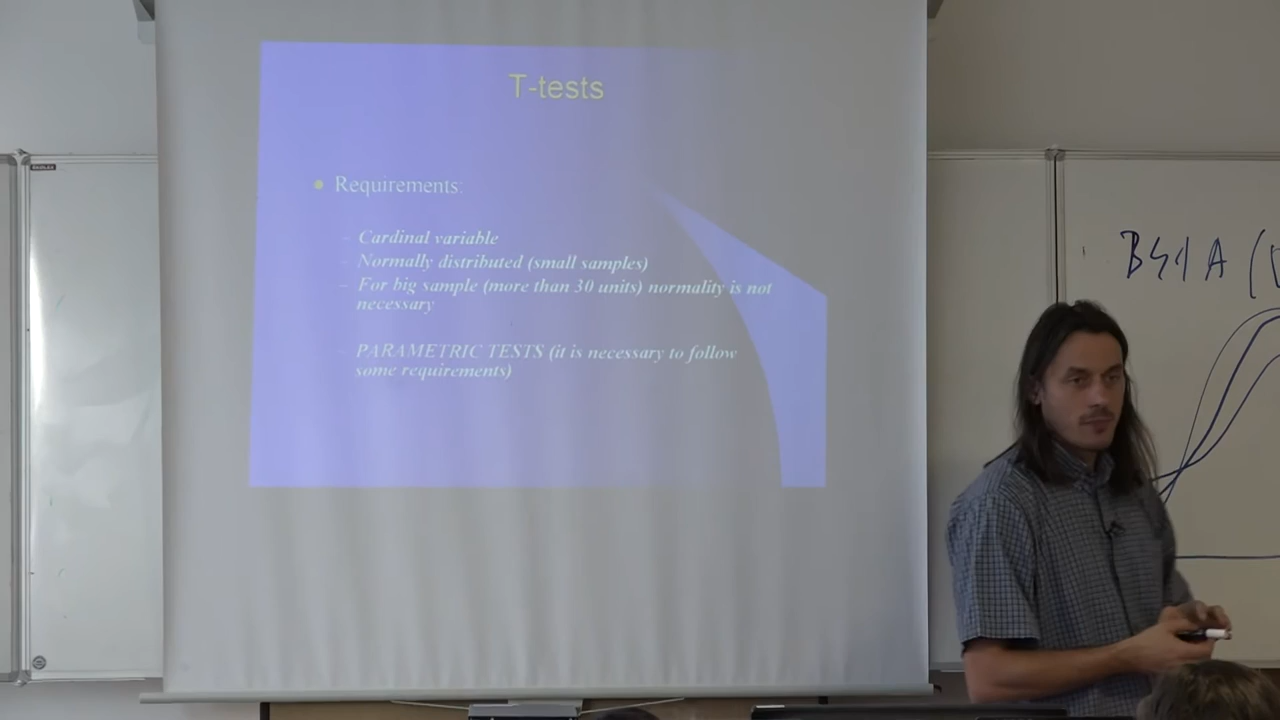 T-tests
Requirements:
– Cardinal variable
– Normally distributed (small samples)
– For big sample (more than 30 units) normality is not
necessary
– PARAMETRIC TESTS (it is necessary to follow
some requirements)